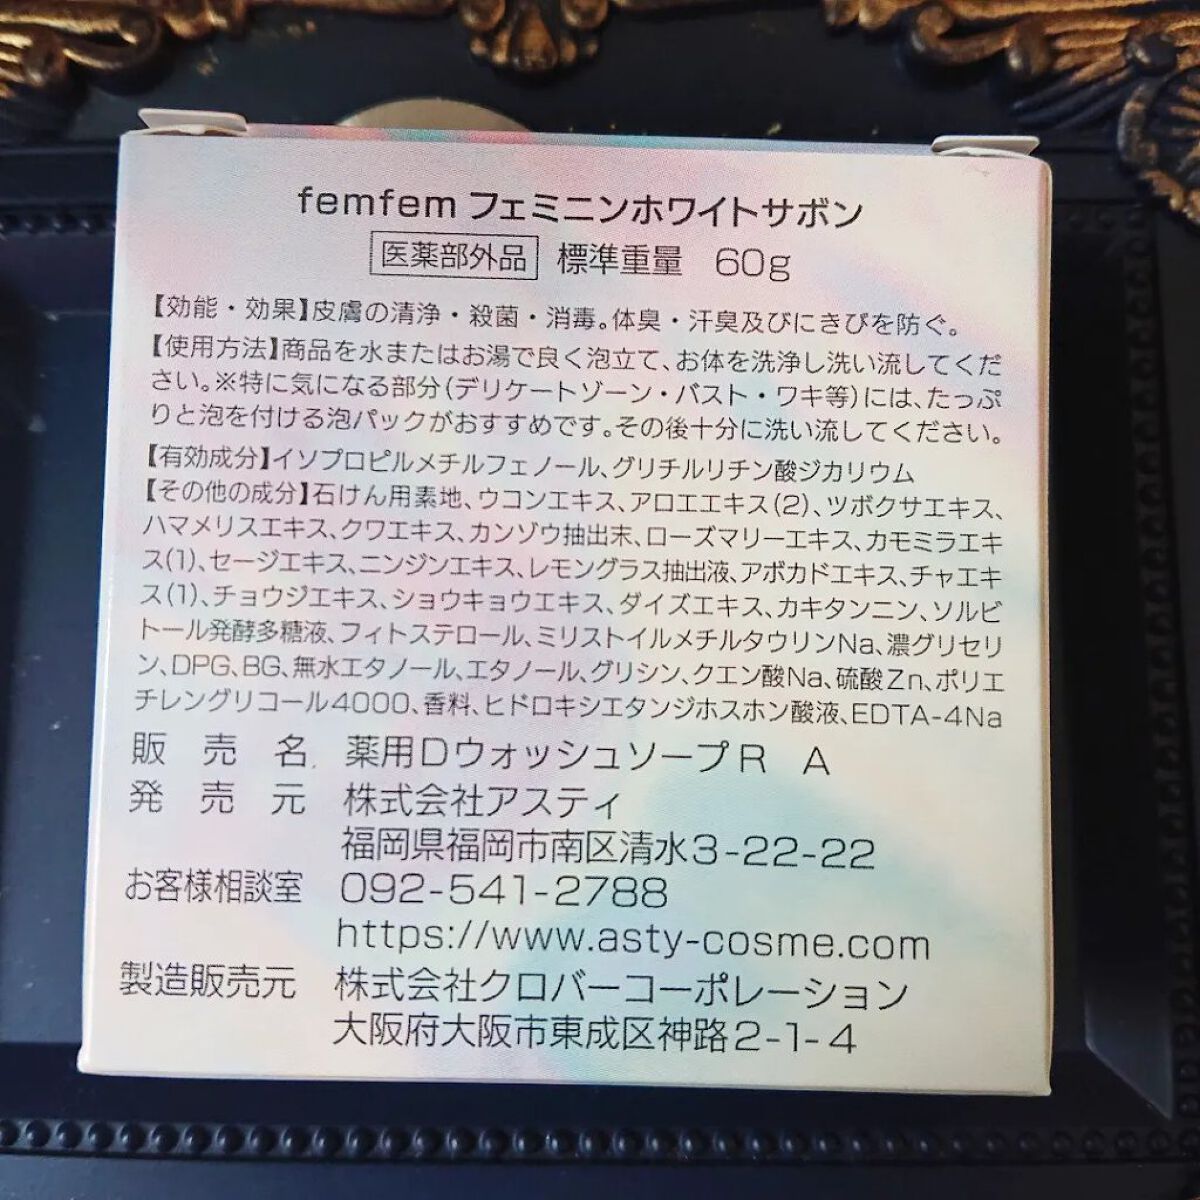 femfem フェミニンホワイトサボン
医薬部外品 標準重量 60g
【効能・効果】皮膚の清浄・殺菌・消毒。体臭・汗臭及びにきびを防ぐ。
【使用方法】商品を水またはお湯で良く泡立て、お体を洗浄し洗い流してくだ
さい。※特に気になる部分(デリケートゾーン・バスト・ワキ等)には、たっぷ
りと泡を付ける泡パックがおすすめです。その後十分に洗い流してください。
【有効成分】イソプロピルメチルフェノール、グリチルリチン酸ジカリウム
【その他の成分】石けん用素地、ウコンエキス、アロエエキス(2)、ツボクサエキス、
ハマメリスエキス、クワエキス、カンゾウ抽出末、ローズマリーエキス、カモミラエキ
ス(1)、セージエキス、ニンジンエキス、レモングラス抽出液、アボカドエキス、チャエキ
ス(1)、チョウジエキス、ショウキョウエキス、ダイズエキス、カキタンニン、ソルビ
トール発酵多糖液、フィトステロール、ミリストイルメチルタウリンNa、濃グリセリ
ン、DPG、BG、無水エタノール、エタノール、グリシン、クエン酸Na、硫酸Zn、ポリエ
チレングリコール4000、香料、ヒドロキシエタンジホスホン酸液、EDTA-4Na
販売名 薬用DウォッシュソープR A
発売元 株式会社アスティ
福岡県福岡市南区清水3-22-22
お客様相談室 092-541-2788
https://www.asty-cosme.com
製造販売元 株式会社クロバーコーポレーション
大阪府大阪市東成区神路2-1-4